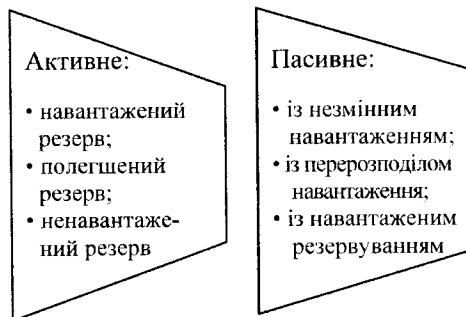 Активне:
• навантажений
резерв;
• полегшений
резерв;
• ненавантаже-
ний резерв
Пасивне:
• із незмінним
навантаженням;
• із перерозподілом
навантаження;
• із навантаженим
резервуванням